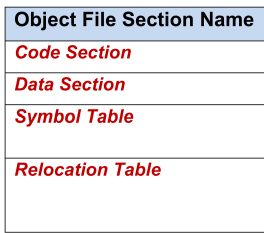 Object File Section Name
Code Section
Data Section
Symbol Table
Relocation Table